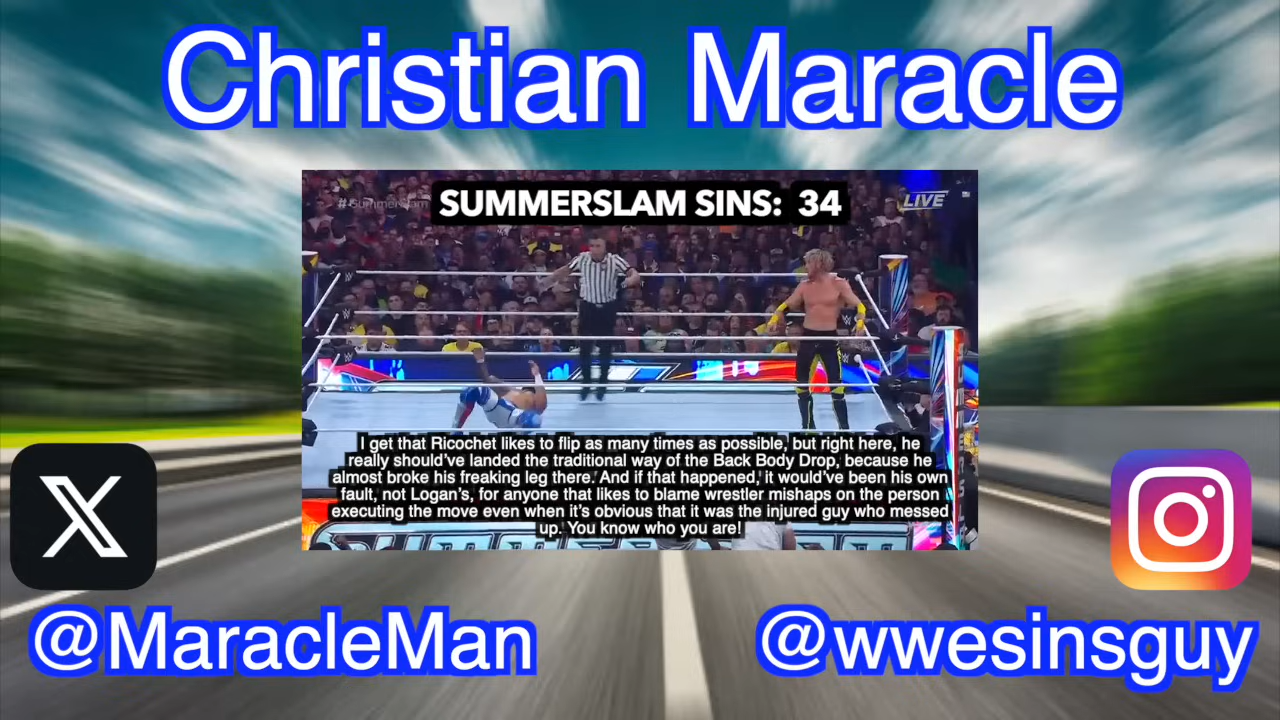 Christian Maracle
SUMMERSLAM SINS: 34
#SummerSlam
LIVE
I get that Ricochet likes to flip as many times as possible, but right here, he
really should've landed the traditional way of the Back Body Drop, because he
almost broke his freaking leg there. And if that happened, it would've been his own
fault, not Logan's, for anyone that likes to blame wrestler mishaps on the person
executing the move even when it's obvious that it was the injured guy who messed
up. You know who you are!
SUMMERSLAM
@MaracleMan
@wwesinsguy